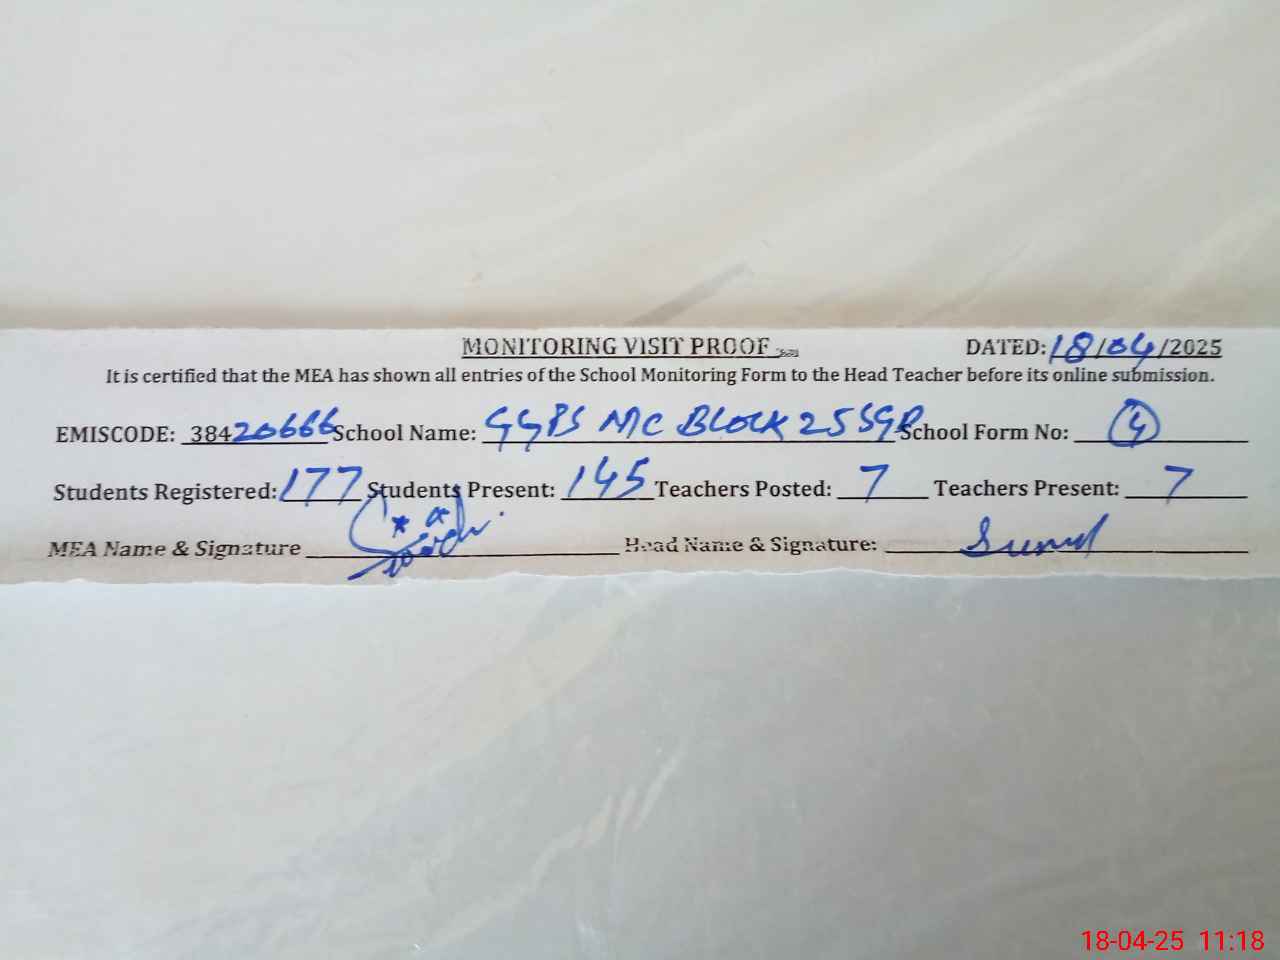 MONITORING VISIT PROOF DATED: 18/04/2025
It is certified that the MEA has shown all entries of the School Monitoring Form to the Head Teacher before its online submission.
EMISCODE: 38420666 School Name: GGPS MC BLOCK 25 SGR School Form No: 4
Students Registered: 177 Students Present: 145 Teachers Posted: 7 Teachers Present: 7
MEA Name & Signature Head Name & Signature:
18-04-25 11:18